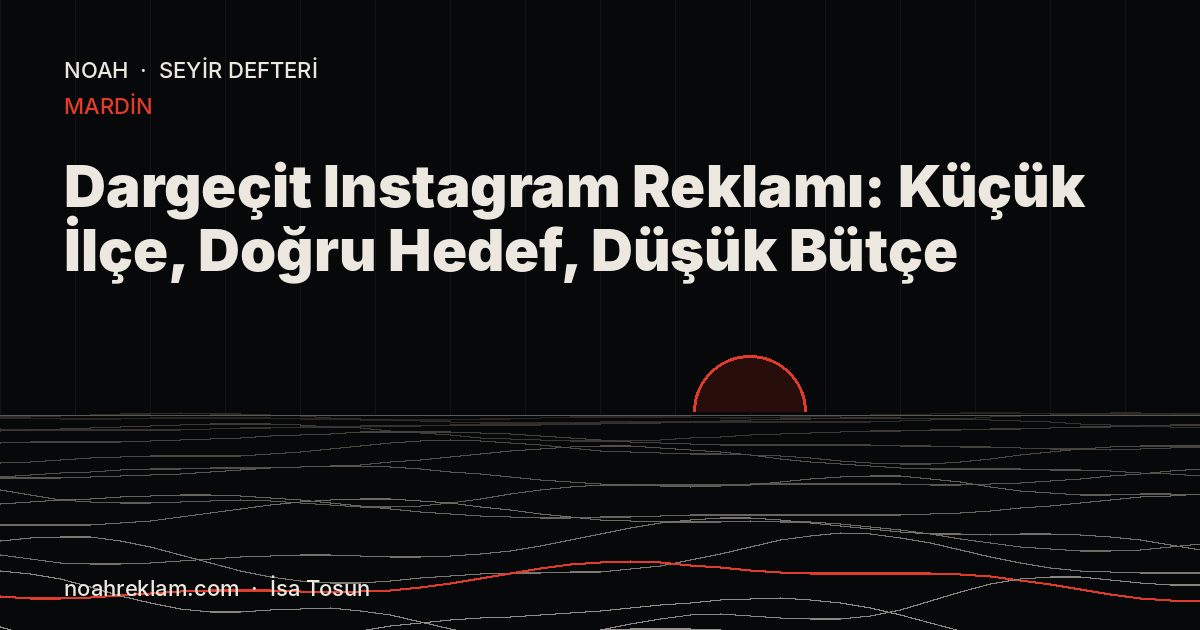 NOAH · SEYİR DEFTERİ
MARDİN
Dargeçit Instagram Reklamı: Küçük
İlçe, Doğru Hedef, Düşük Bütçe
noahreklam.com · İsa Tosun